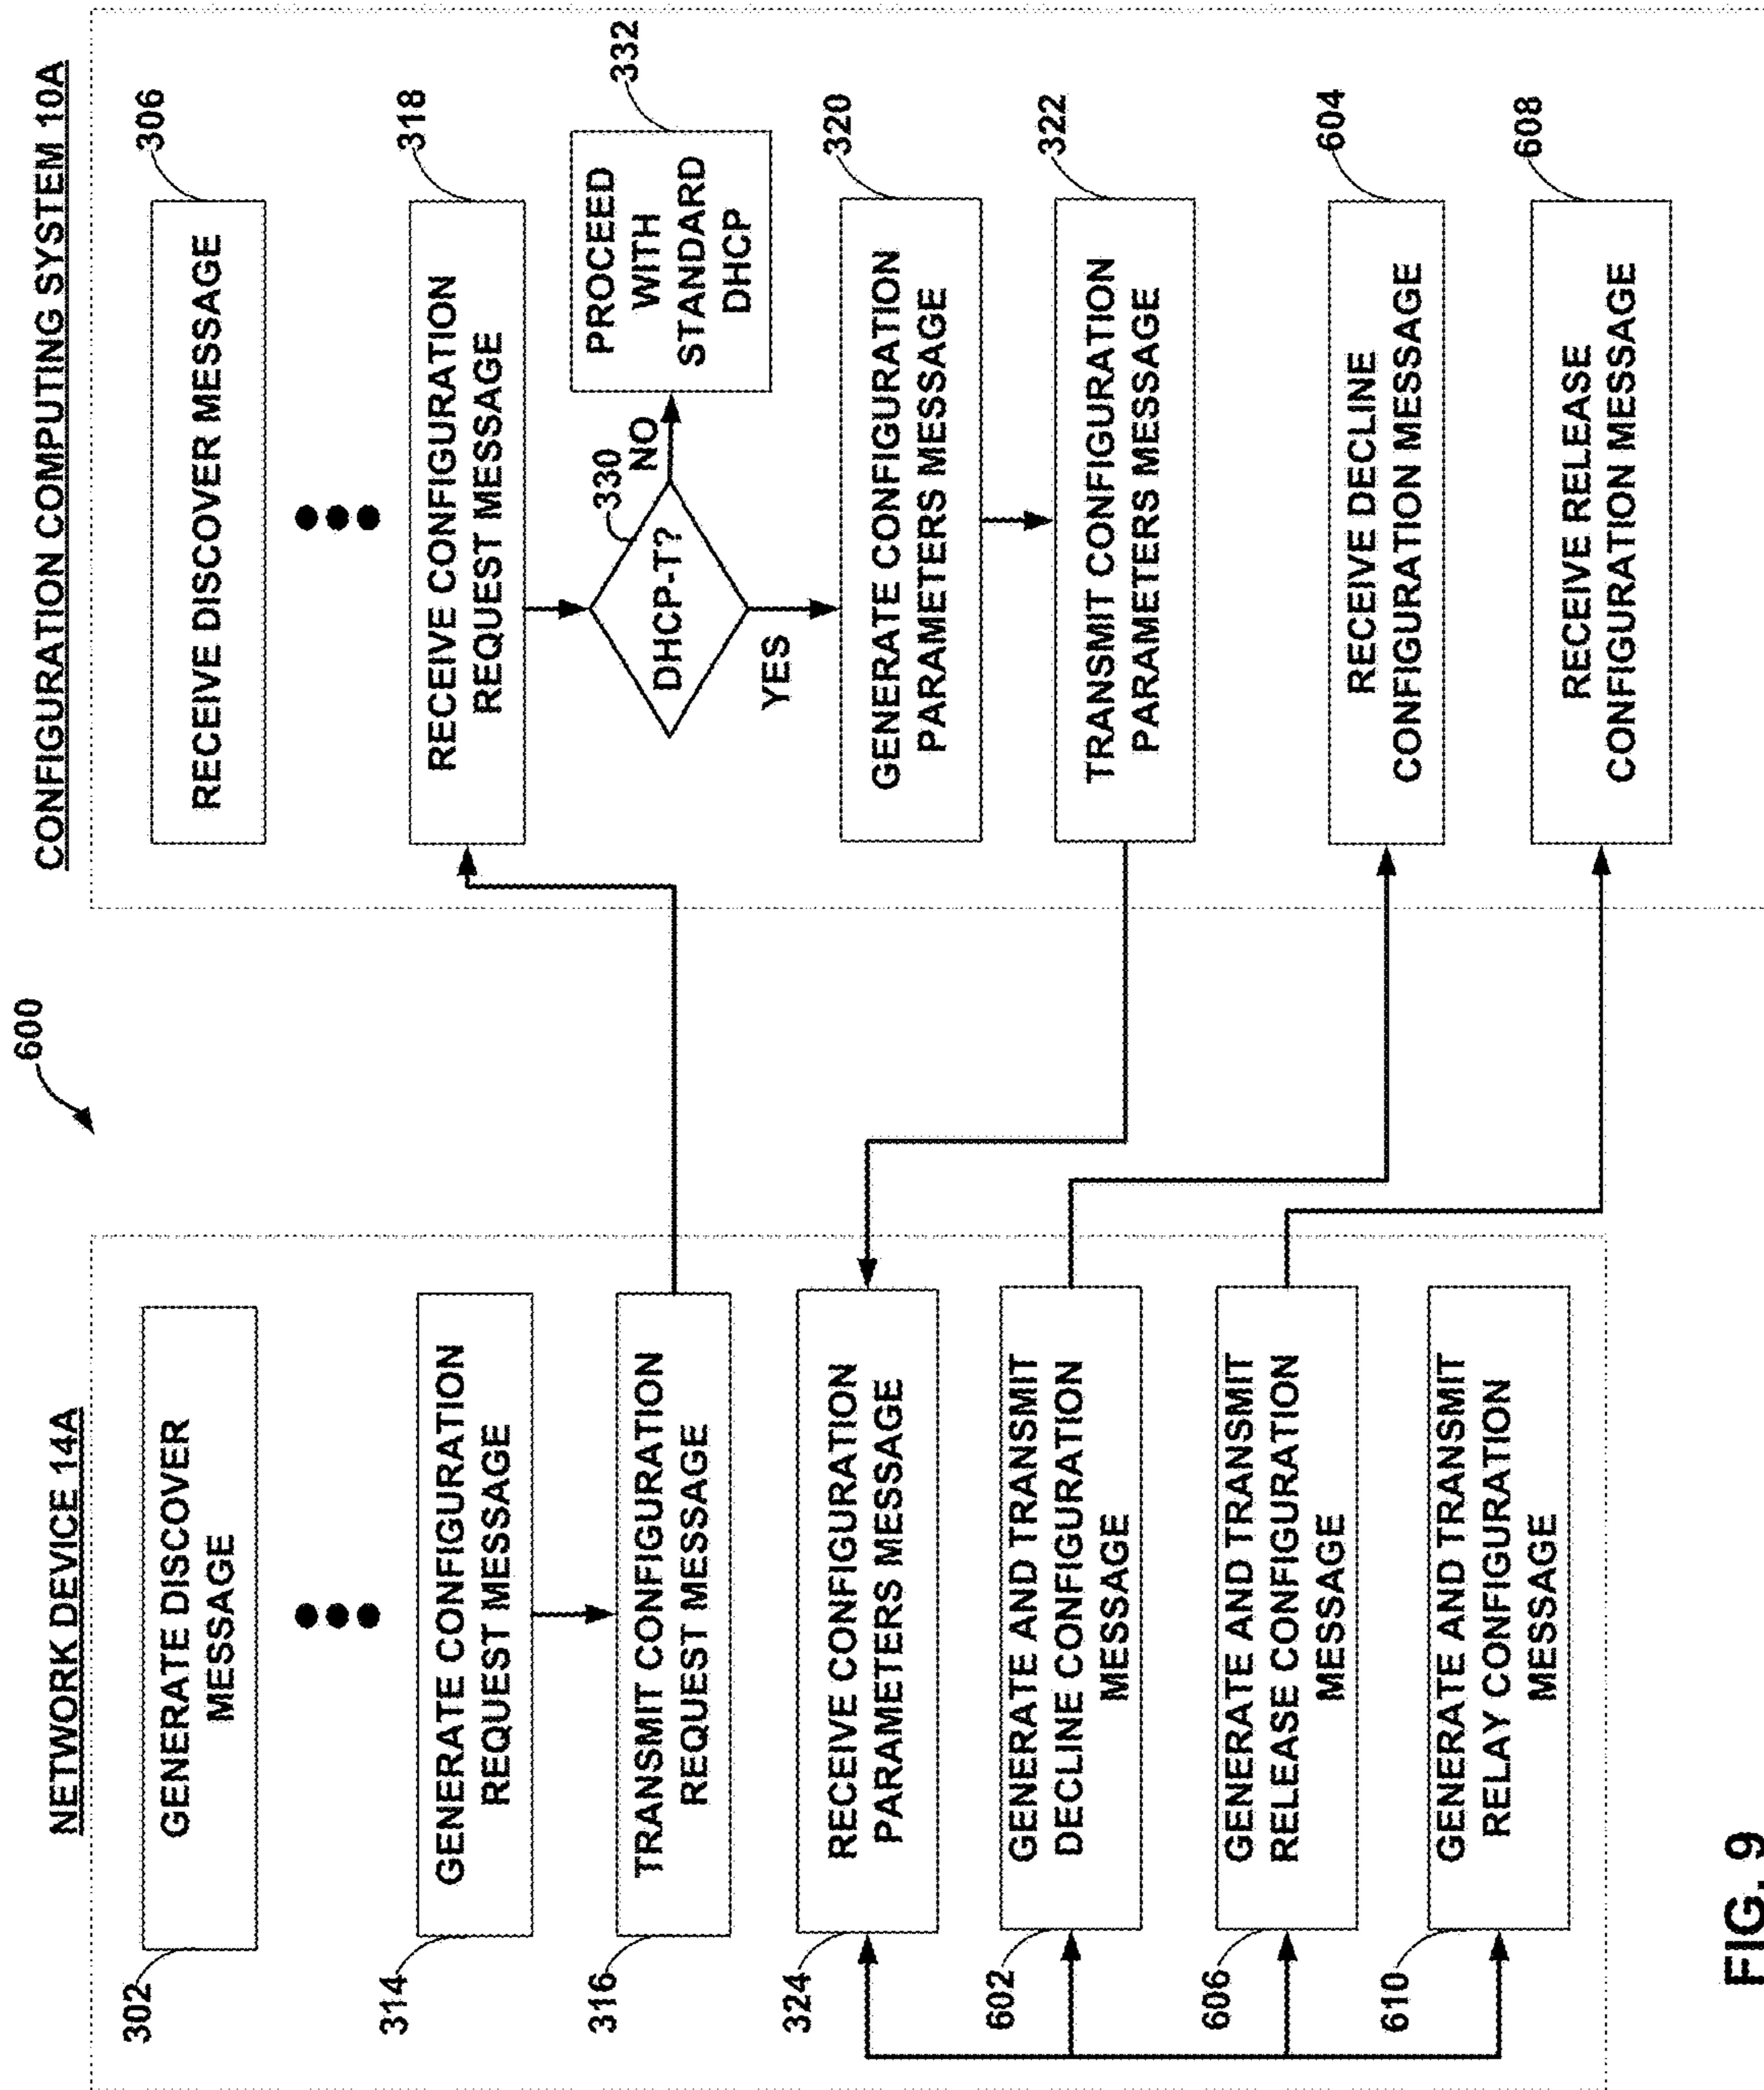 600
NETWORK DEVICE 14A
302
GENERATE DISCOVER
MESSAGE
314
GENERATE CONFIGURATION
REQUEST MESSAGE
316
TRANSMIT CONFIGURATION
REQUEST MESSAGE
324
RECEIVE CONFIGURATION
PARAMETERS MESSAGE
602
GENERATE AND TRANSMIT
DECLINE CONFIGURATION
MESSAGE
606
GENERATE AND TRANSMIT
RELEASE CONFIGURATION
MESSAGE
610
GENERATE AND TRANSMIT
RELAY CONFIGURATION
MESSAGE
CONFIGURATION COMPUTING SYSTEM 10A
306
RECEIVE DISCOVER MESSAGE
318
RECEIVE CONFIGURATION
REQUEST MESSAGE
330
DHCP-T?
NO
332
PROCEED
WITH
STANDARD
DHCP
YES
320
GENERATE CONFIGURATION
PARAMETERS MESSAGE
322
TRANSMIT CONFIGURATION
PARAMETERS MESSAGE
604
RECEIVE DECLINE
CONFIGURATION MESSAGE
608
RECEIVE RELEASE
CONFIGURATION MESSAGE
FIG. 9